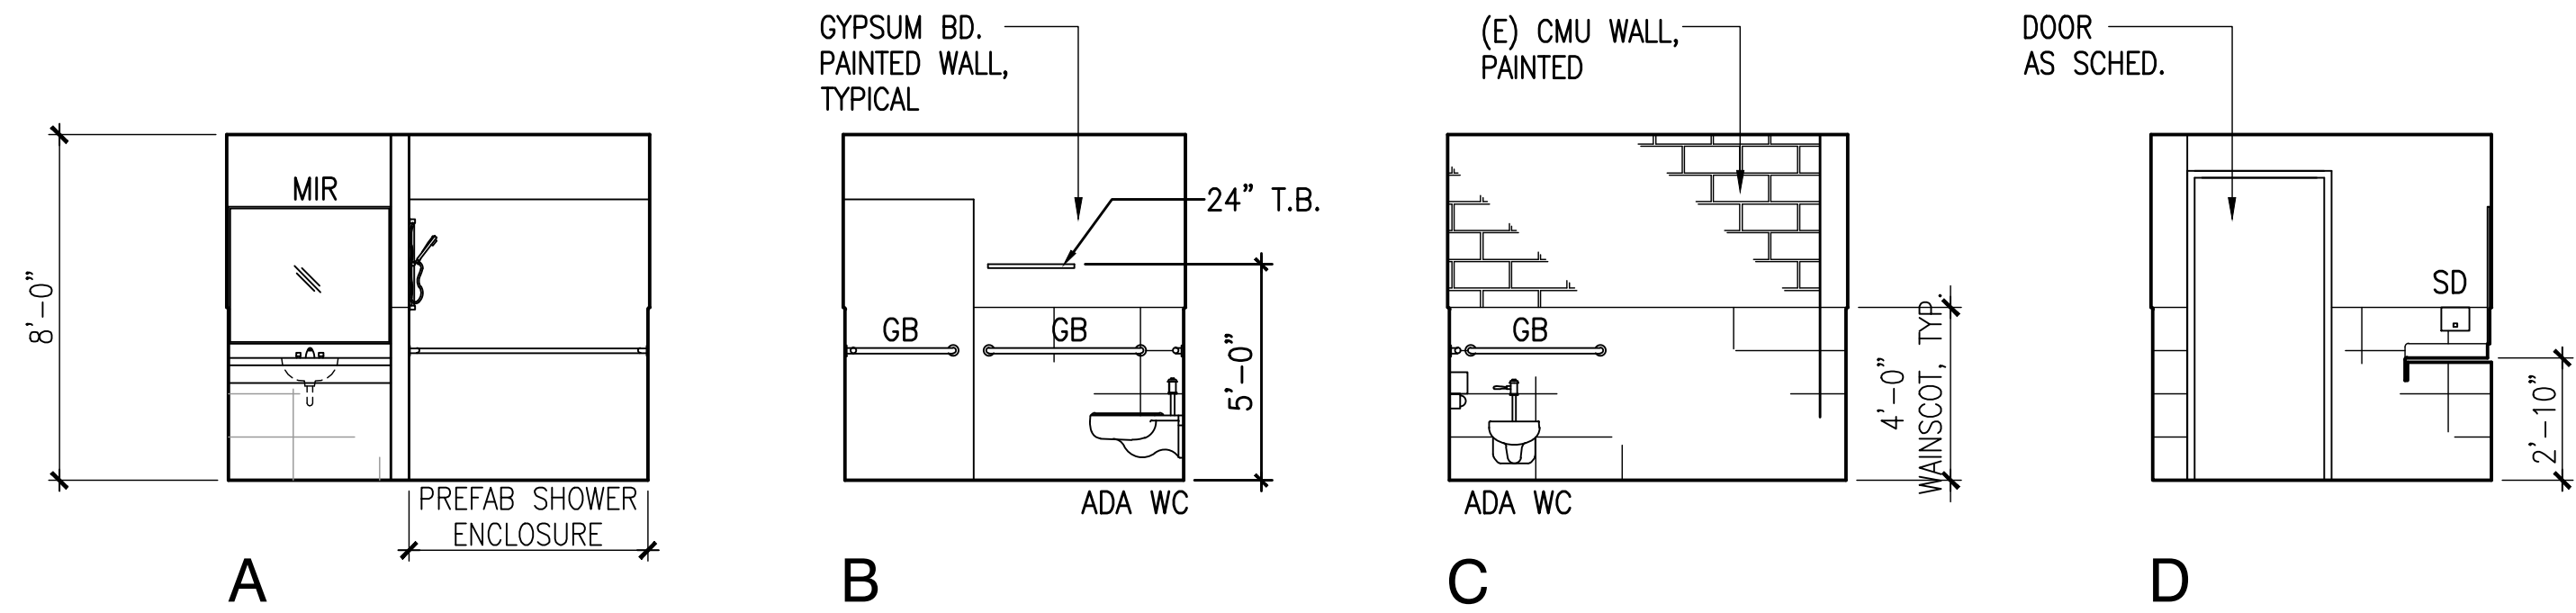 8'-0"
MIR
PREFAB SHOWER
ENCLOSURE
A
GYPSUM BD.
PAINTED WALL,
TYPICAL
24" T.B.
GB
GB
5'-0"
ADA WC
B
(E) CMU WALL,
PAINTED
GB
4'-0"
WAINSCOT, TYP.
ADA WC
C
DOOR
AS SCHED.
SD
2'-10"
D